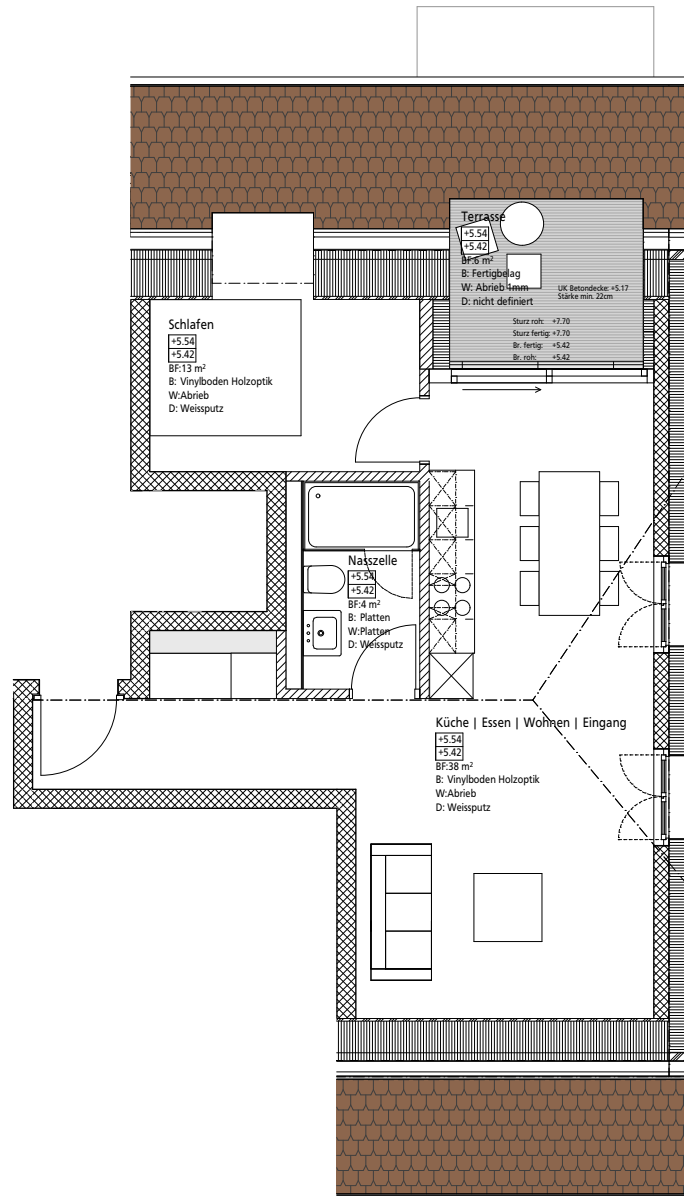 Terrasse
+5.54
+5.42
BF:6 m²
B: Fertigbelag
W: Abrieb 1mm
D: nicht definiert
UK Betondecke: +5.17
Stärke min. 22cm
Sturz roh: +7.70
Sturz fertig: +7.70
Br. fertig: +5.42
Br. roh: +5.42
Schlafen
+5.54
+5.42
BF:13 m²
B: Vinylboden Holzoptik
W:Abrieb
D: Weissputz
Nasszelle
+5.54
+5.42
BF:4 m²
B: Platten
W:Platten
D: Weissputz
Küche | Essen | Wohnen | Eingang
+5.54
+5.42
BF:38 m²
B: Vinylboden Holzoptik
W:Abrieb
D: Weissputz